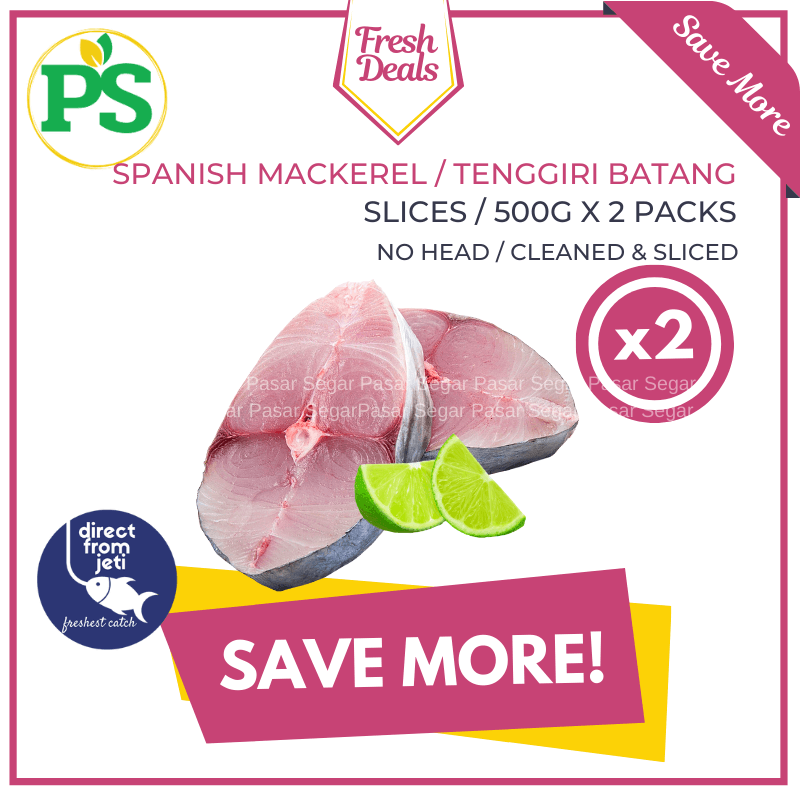 PS
Fresh
Deals
Save More
SPANISH MACKEREL / TENGGIRI BATANG
SLICES / 500G X 2 PACKS
NO HEAD / CLEANED & SLICED
x2
Pasar Segar Pasar Segar Pasar Segar Pasar Segar
ar Pasar SegarPasar Segar Pasar Segar Pasar Segar
direct
from
jeti
freshest catch
SAVE MORE!